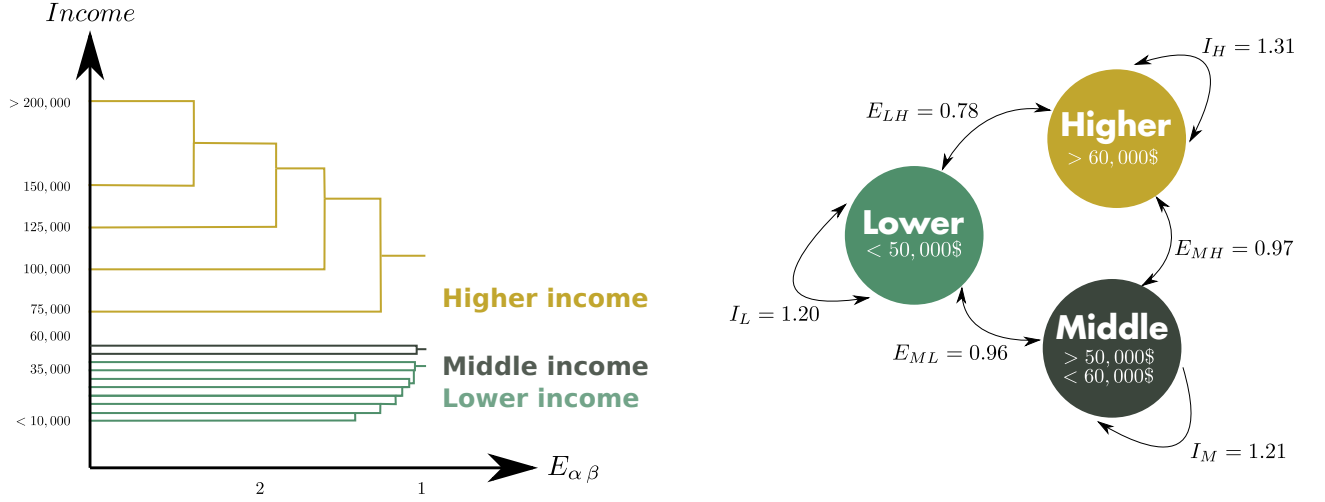 Income
> 200,000
150,000
125,000
100,000
75,000
60,000
35,000
< 10,000
Higher income
Middle income
Lower income
2
1
E_{α β}
I_H = 1.31
E_{LH} = 0.78
Higher
> 60,000$
Lower
< 50,000$
E_{MH} = 0.97
I_L = 1.20
E_{ML} = 0.96
Middle
> 50,000$
< 60,000$
I_M = 1.21